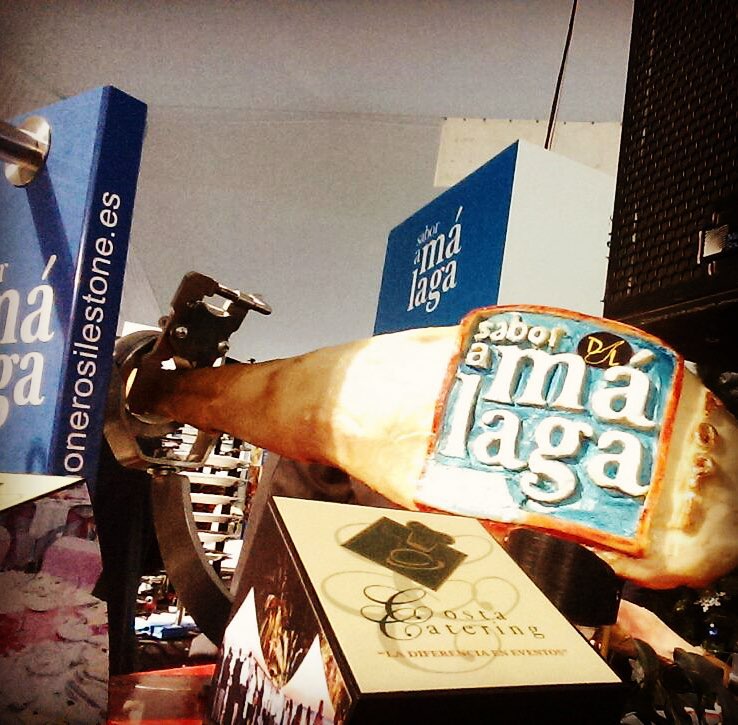 má
ga
onerosilestone.es
sabor
a má
laga
sabor
a má
laga
Costa
Catering
"LA DIFERENCIA EN EVENTOS"